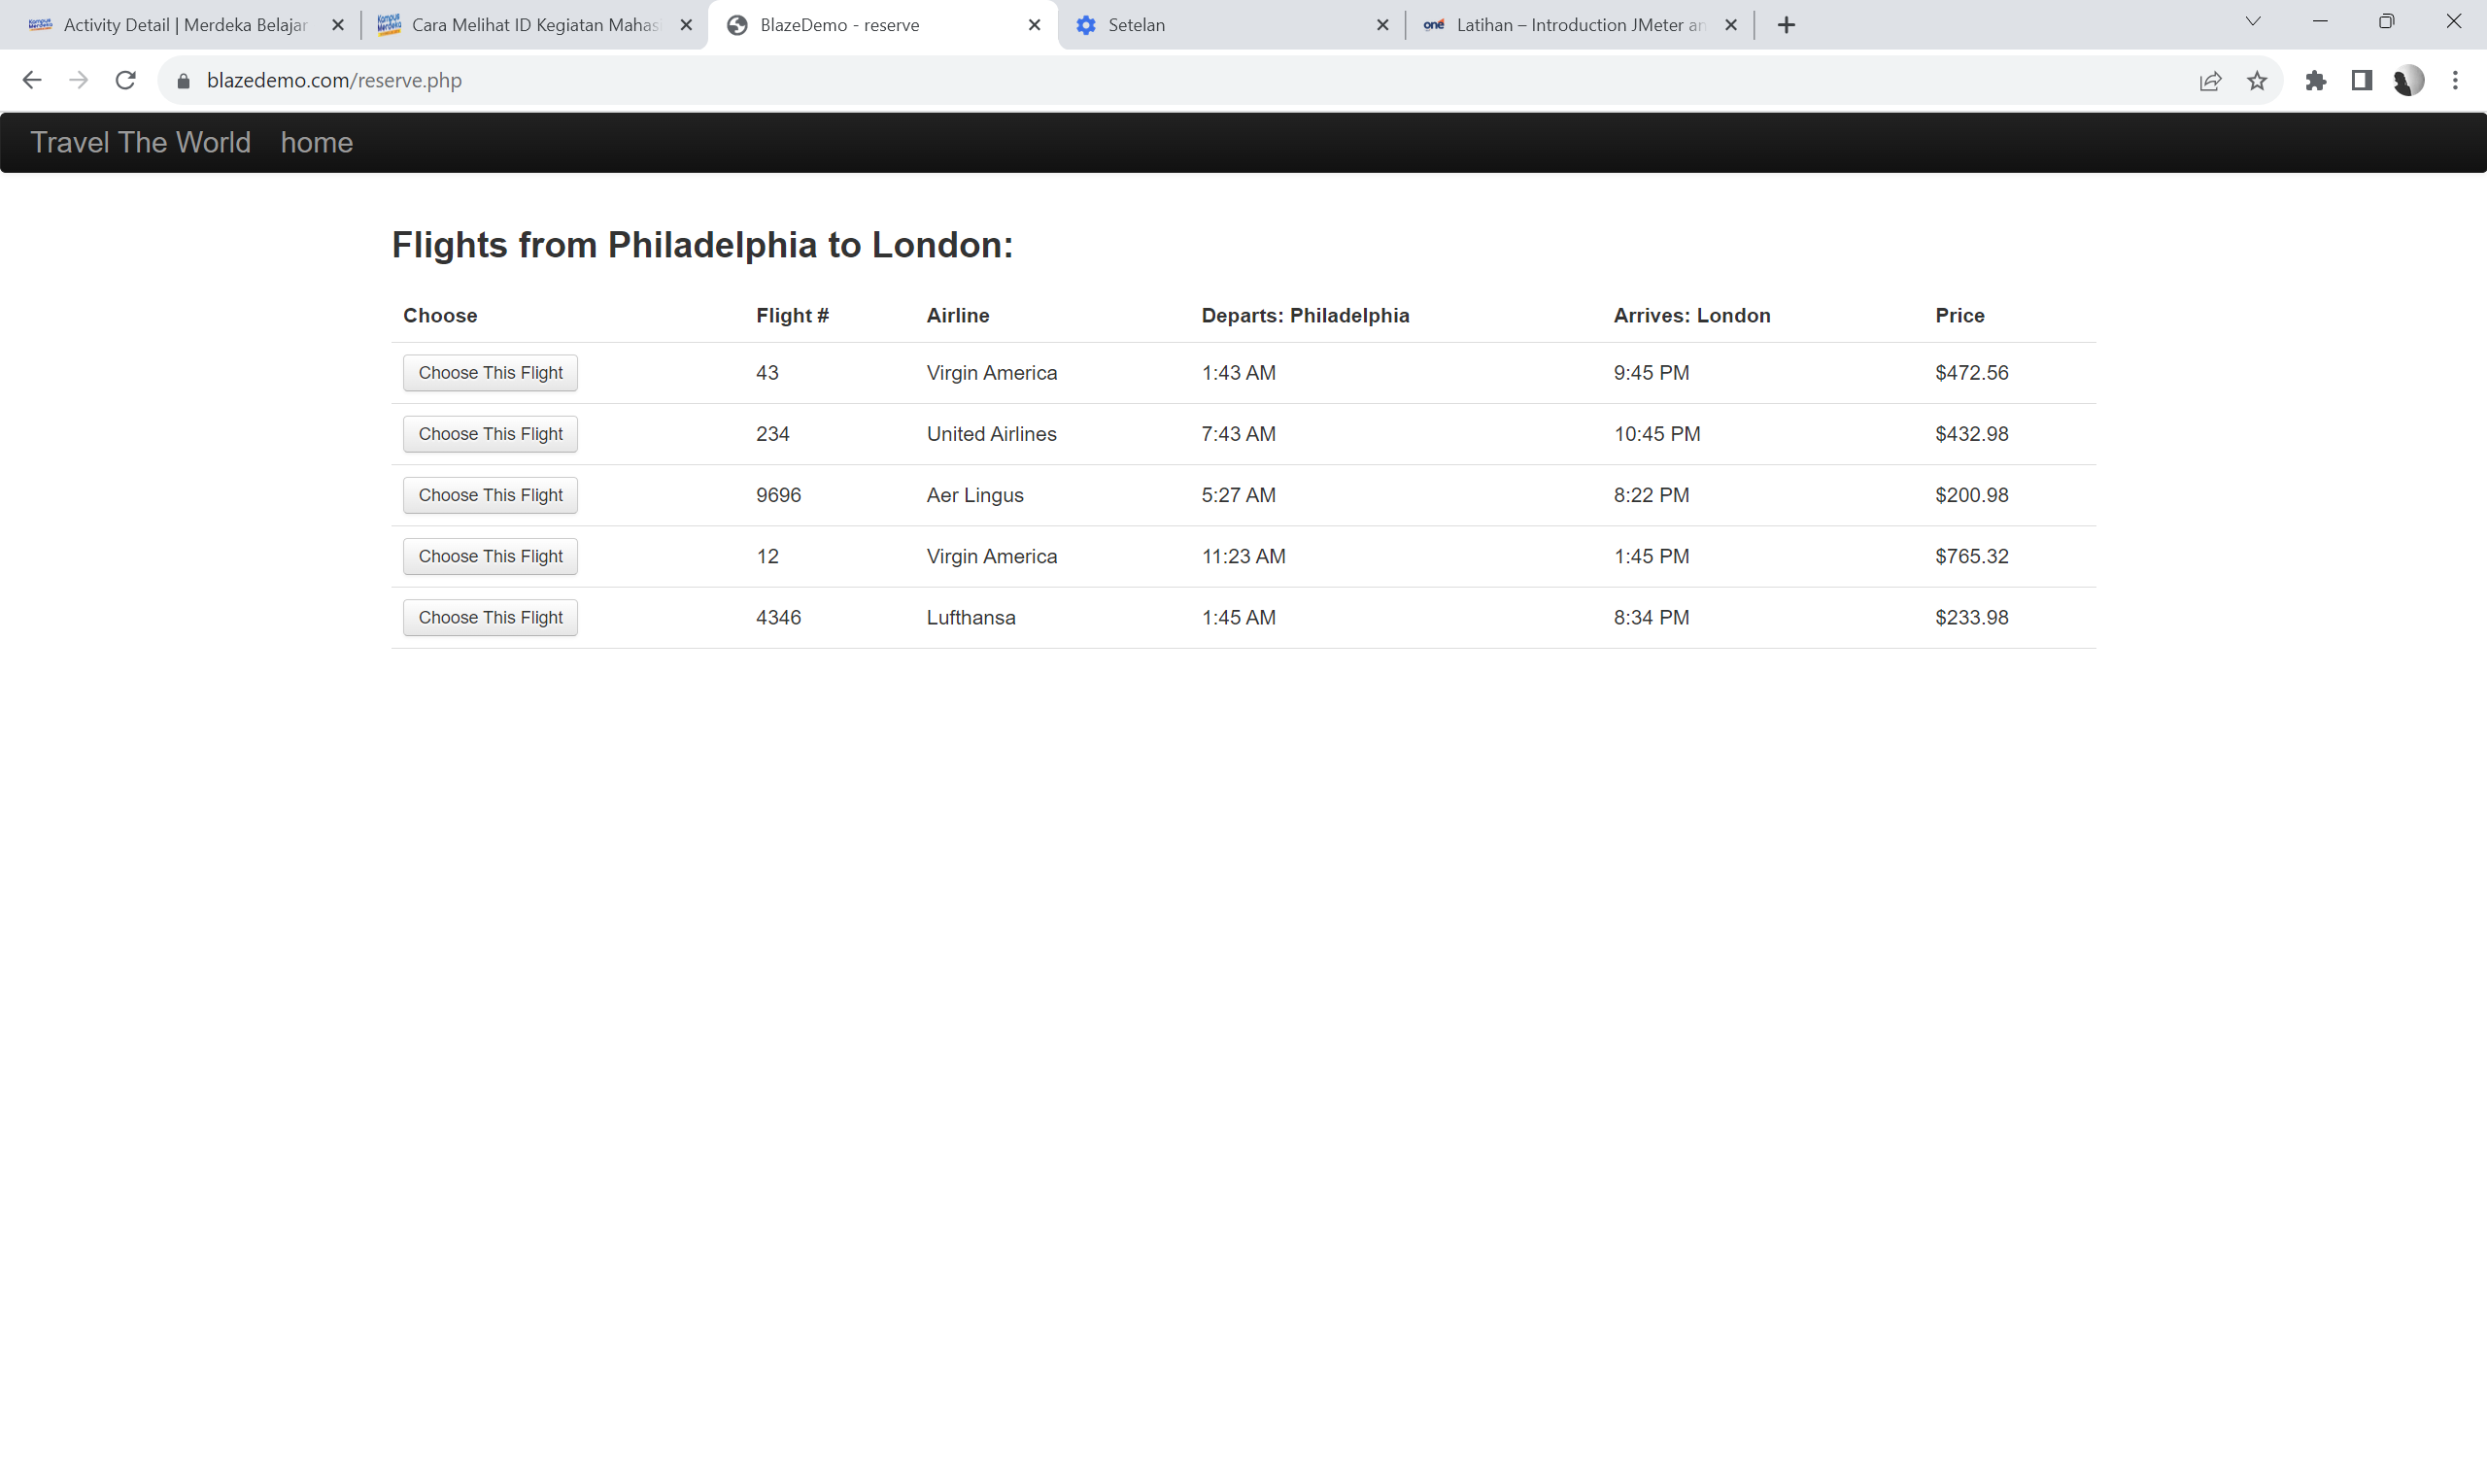 Activity Detail | Merdeka Belajar
Cara Melihat ID Kegiatan Mahas
BlazeDemo - reserve
Setelan
one
Latihan – Introduction JMeter an
blazedemo.com/reserve.php
Travel The World home
Flights from Philadelphia to London:
Choose Flight # Airline Departs: Philadelphia Arrives: London Price
Choose This Flight 43 Virgin America 1:43 AM 9:45 PM $472.56
Choose This Flight 234 United Airlines 7:43 AM 10:45 PM $432.98
Choose This Flight 9696 Aer Lingus 5:27 AM 8:22 PM $200.98
Choose This Flight 12 Virgin America 11:23 AM 1:45 PM $765.32
Choose This Flight 4346 Lufthansa 1:45 AM 8:34 PM $233.98